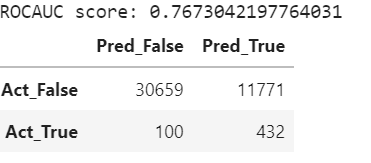 ROCAUC score: 0.7673042197764031
Pred_False Pred_True
Act_False 30659 11771
Act_True 100 432